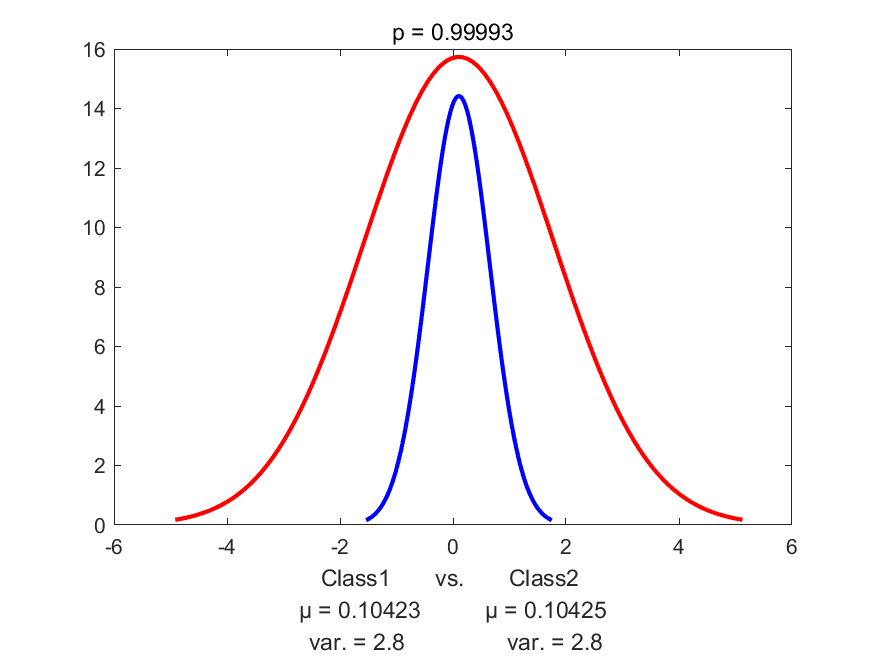 p = 0.99993
16
14
12
10
8
6
4
2
0
-6 -4 -2 0 2 4 6
Class1 vs. Class2
μ = 0.10423 μ = 0.10425
var. = 2.8 var. = 2.8